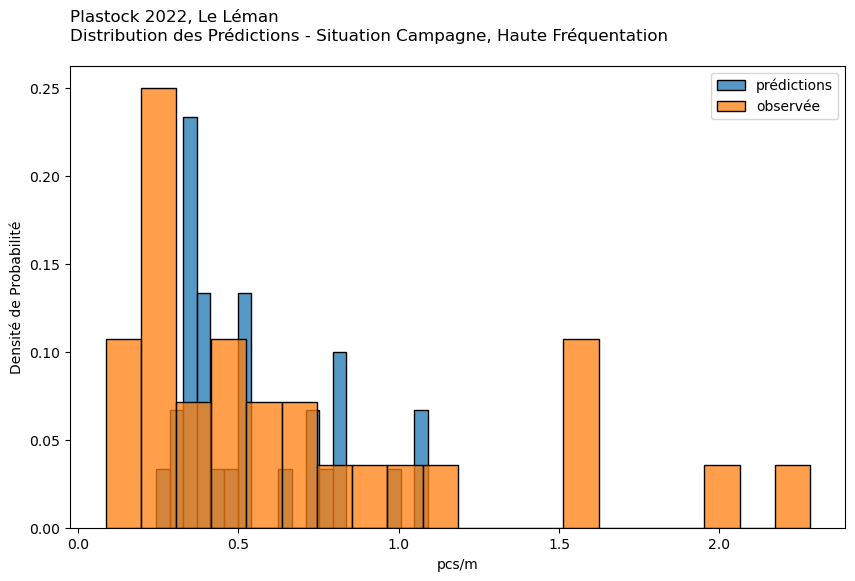 Plastock 2022, Le Léman
Distribution des Prédictions - Situation Campagne, Haute Fréquentation
prédictions
observée
Densité de Probabilité
0.25
0.20
0.15
0.10
0.05
0.00
0.0 0.5 1.0 1.5 2.0
pcs/m